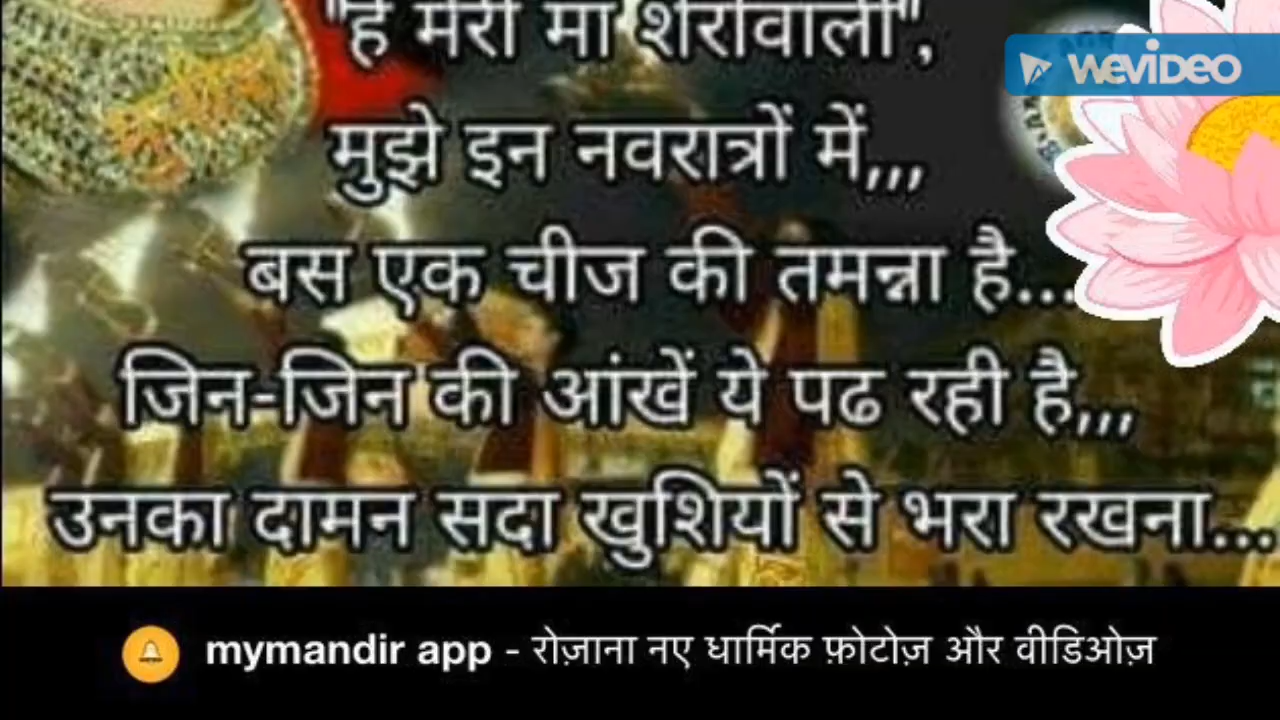 "हे मेरी माँ शेरोंवाली",
WeVideo
मुझे इन नवरात्रों में,,,
बस एक चीज की तमन्ना है...
जिन-जिन की आंखें ये पढ रही है,,,
उनका दामन सदा खुशियों से भरा रखना...
mymandir app - रोज़ाना नए धार्मिक फ़ोटोज़ और वीडिओज़